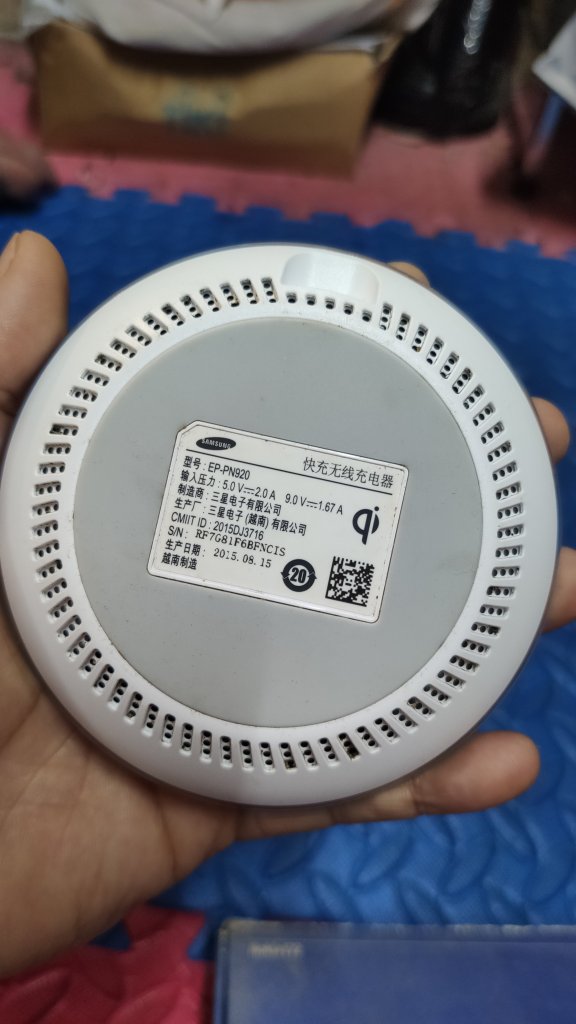 SAMSUNG
快充无线充电器
型号 : EP-PN920
输入压力 : 5.0 V⎓2.0 A 9.0 V⎓1.67 A
制造商 : 三星电子有限公司
生产厂 : 三星电子 (越南) 有限公司
CMIIT ID : 2015DJ3716
S/N : RF7G81F6BFNCIS
生产日期 : 2015.08.15
越南制造
qi
20